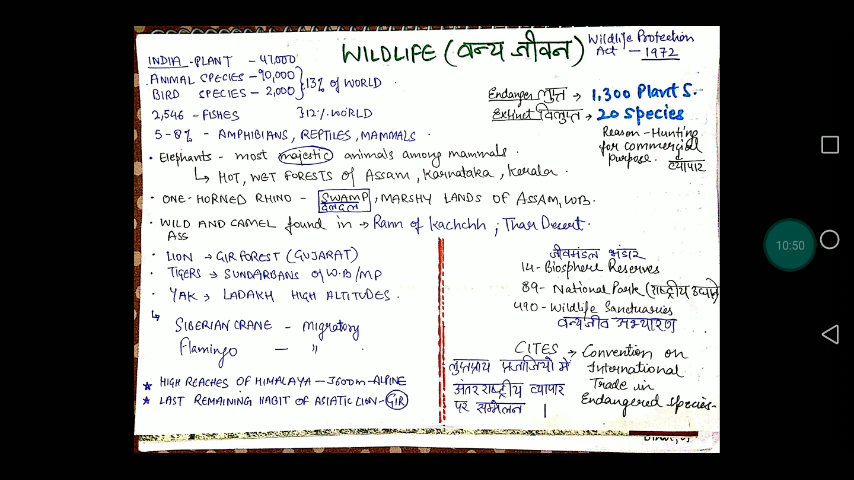 WILDLIFE (वन्य जीवन)
Wildlife Protection
Act - 1972
INDIA - PLANT - 47,000
ANIMAL SPECIES - 90,000
BIRD SPECIES - 2,000 } 13% OF WORLD
2,546 - FISHES } 12% WORLD
5-8% - AMPHIBIANS, REPTILES, MAMMALS
Endanger लुप्त → 1,300 Plant S.
Extinct विलुप्त → 20 Species
Reason - Hunting
for commercial
purpose. व्यापार
• Elephants - most majestic animals among mammals.
↳ HOT, WET FORESTS OF Assam, Karnataka, Kerala
• ONE-HORNED RHINO - SWAMP, MARSHY LANDS OF ASSAM, W.B
दलदल
• WILD AND CAMEL found in → Rann of Kachchh, Thar Desert.
ASS
• LION → GIR FOREST (GUJARAT)
• TIGERS → SUNDARBANS OF W.B/MP
• YAK → LADAKH HIGH ALTITUDES.
↳ SIBERIAN CRANE - Migratory
Flamingo - "
★ HIGH REACHES OF HIMALAYA - 3600m - ALPINE
★ LAST REMAINING HABIT OF ASIATIC LION - GIR
जीवमंडल भंडार
14 - Biosphere Reserves
89 - National Park
490 - Wildlife Sanctuaries
वन्यजीव अभ्यारण
CITES → Convention on
International
Trade in
Endangered Species -
लुप्तप्राय प्रजातियों में
अंतरराष्ट्रीय व्यापार
पर सम्मेलन |
10:50